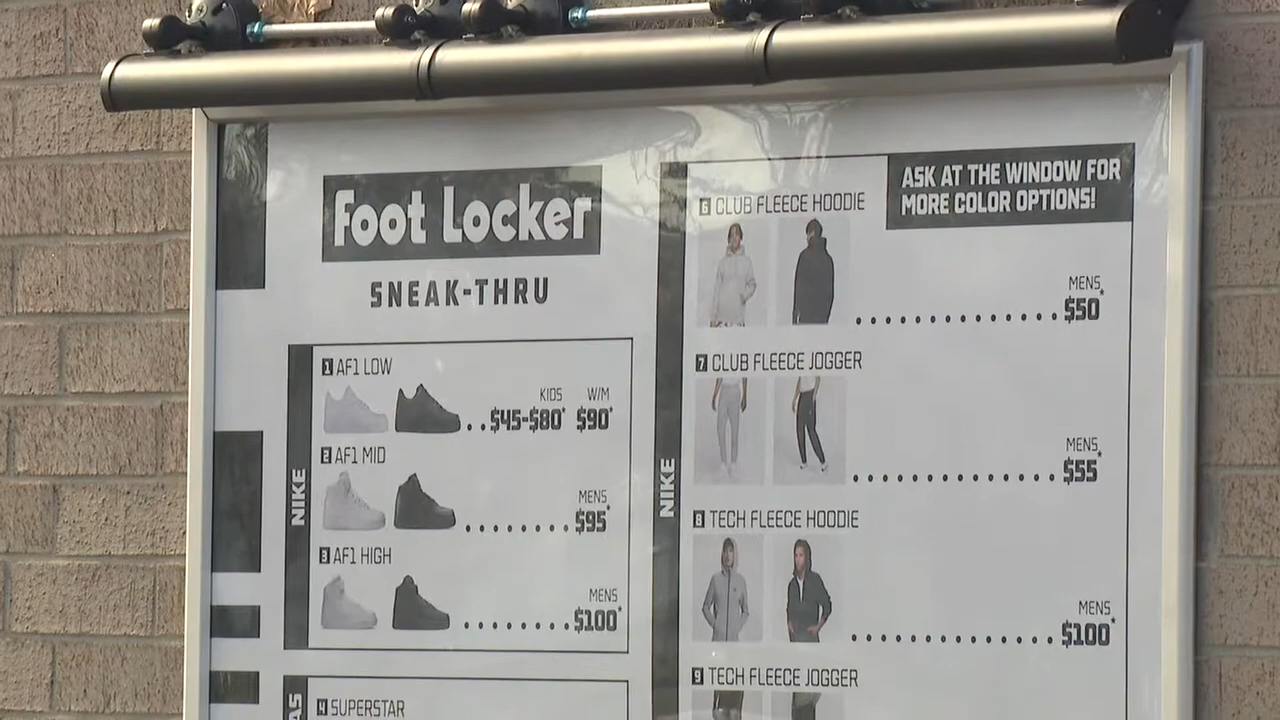 Foot Locker
SNEAK-THRU
NIKE
1 AF1 LOW
KIDS W/M
$45-$80* $90*
2 AF1 MID
MENS
$95*
3 AF1 HIGH
MENS
$100*
4 SUPERSTAR
ASK AT THE WINDOW FOR
MORE COLOR OPTIONS!
NIKE
6 CLUB FLEECE HOODIE
MENS
$50*
7 CLUB FLEECE JOGGER
MENS
$55*
8 TECH FLEECE HOODIE
MENS
$100*
9 TECH FLEECE JOGGER